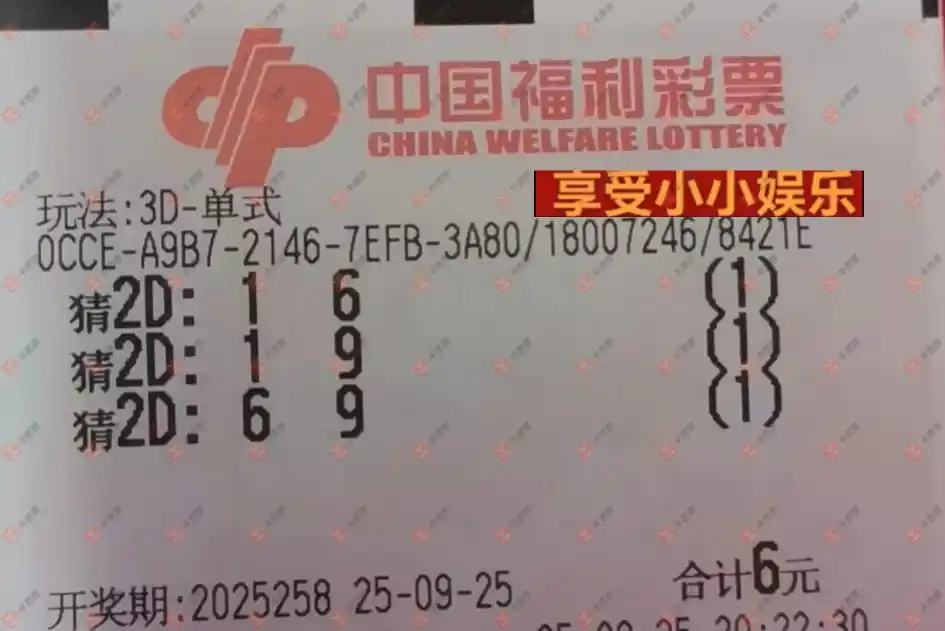 中国福利彩票
CHINA WELFARE LOTTERY
享受小小娱乐
玩法:3D-单式
0CCE-A9B7-2146-7EFB-3A80/18007246/8421E
猜2D: 1 6 (1)
猜2D: 1 9 (1)
猜2D: 6 9 (1)
合计6元
开奖期:2025258 25-09-25